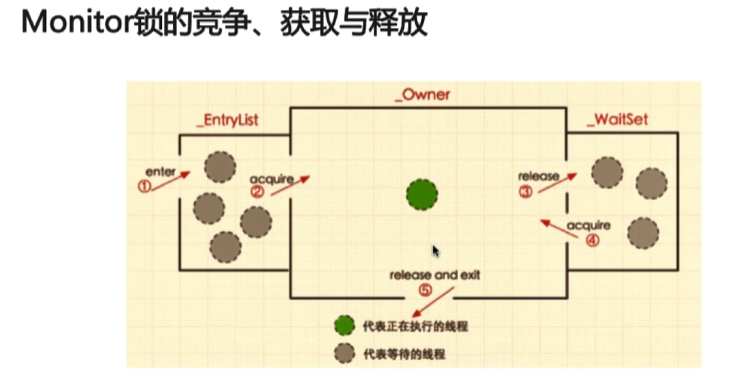 Monitor锁的竞争、获取与释放
_Owner
_EntryList
_WaitSet
enter
①
acquire
②
release
③
acquire
④
release and exit
⑤
代表正在执行的线程
代表等待的线程